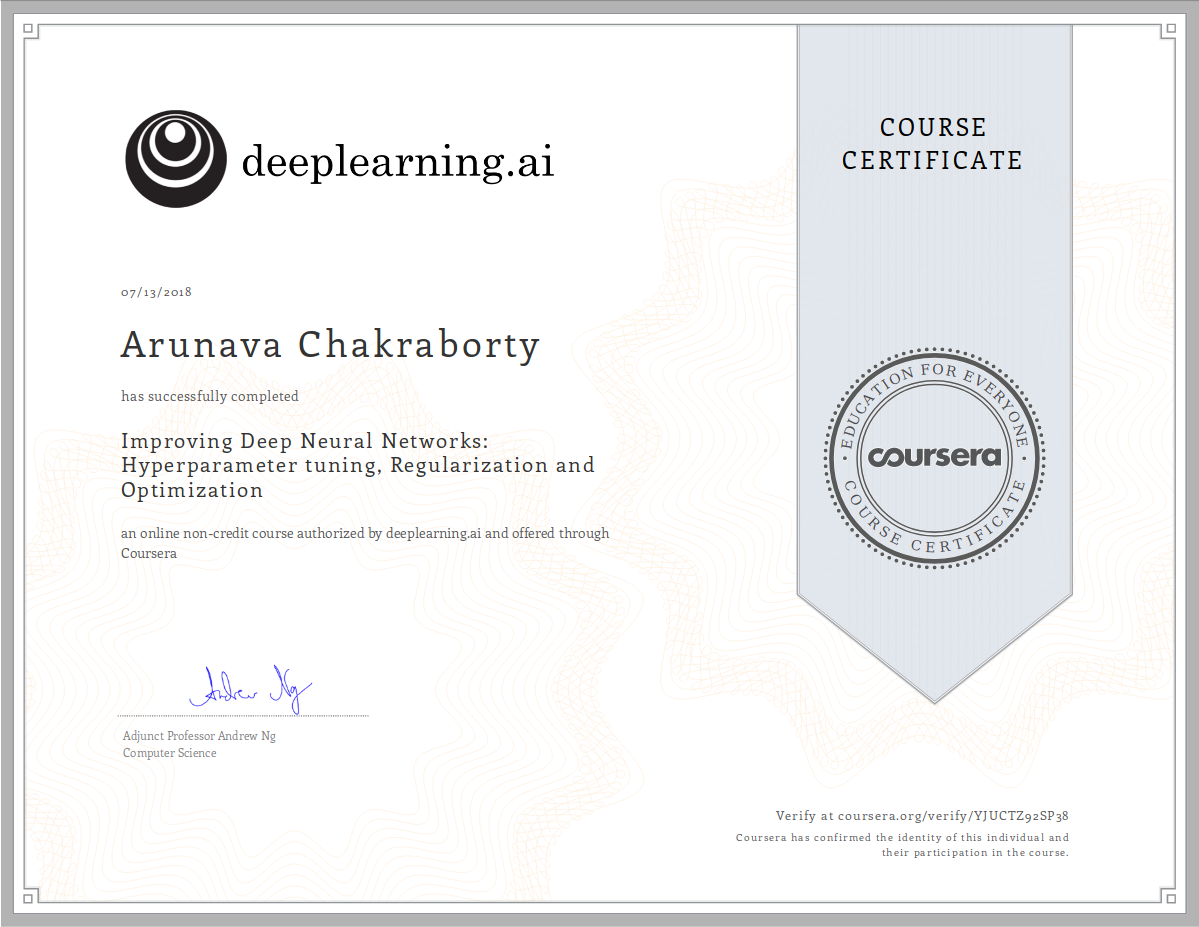 deeplearning.ai
COURSE
CERTIFICATE
07/13/2018
Arunava Chakraborty
has successfully completed
Improving Deep Neural Networks:
Hyperparameter tuning, Regularization and
Optimization
an online non-credit course authorized by deeplearning.ai and offered through
Coursera
EDUCATION FOR EVERYONE
coursera
COURSE CERTIFICATE
Andrew Ng
Adjunct Professor Andrew Ng
Computer Science
Verify at coursera.org/verify/YJUCTZ92SP38
Coursera has confirmed the identity of this individual and
their participation in the course.